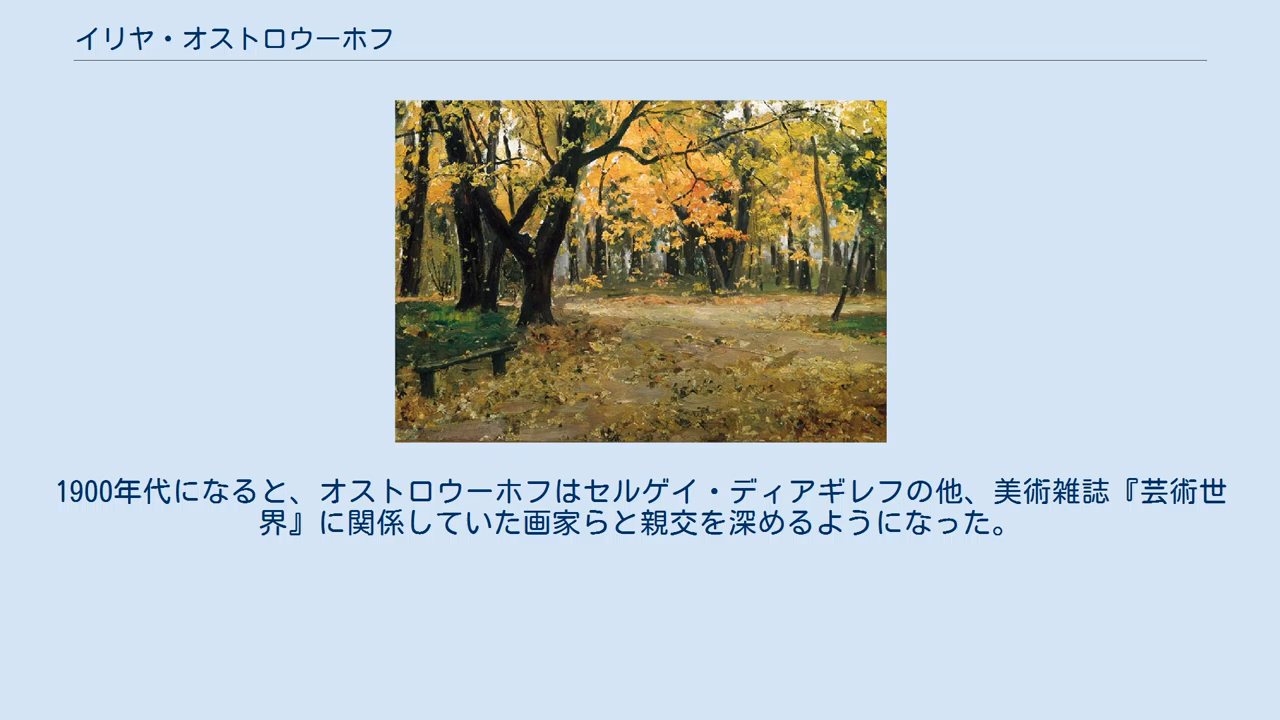 イリヤ・オストロウーホフ
1900年代になると、オストロウーホフはセルゲイ・ディアギレフの他、美術雑誌『芸術世
界』に関係していた画家らと親交を深めるようになった。